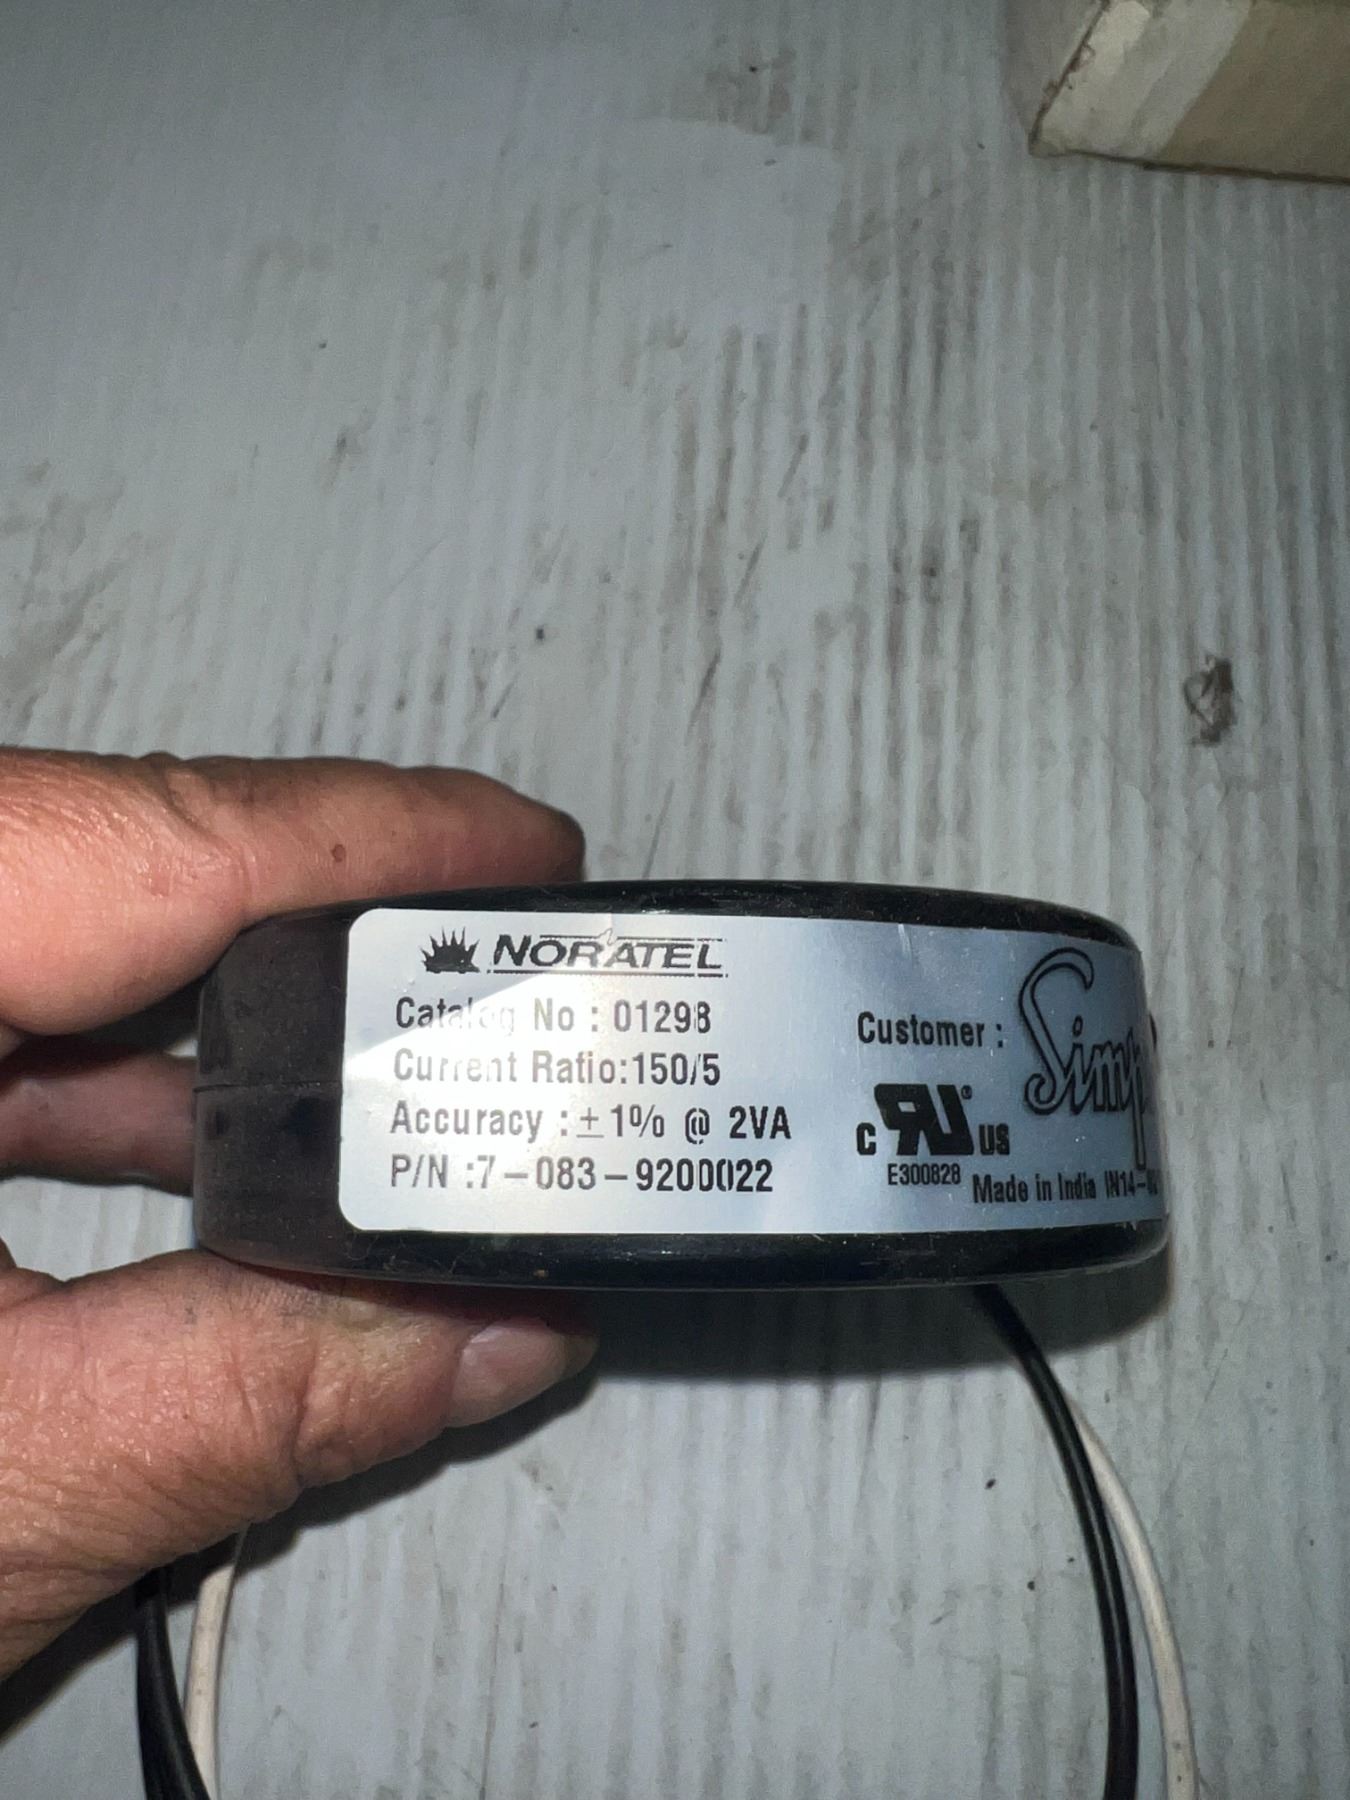 NORATEL
Catalog No : 01298
Current Ratio:150/5
Accuracy : ±1% @ 2VA
P/N :7-083-9200022
Customer :
c RU® US
E300828
Made in India